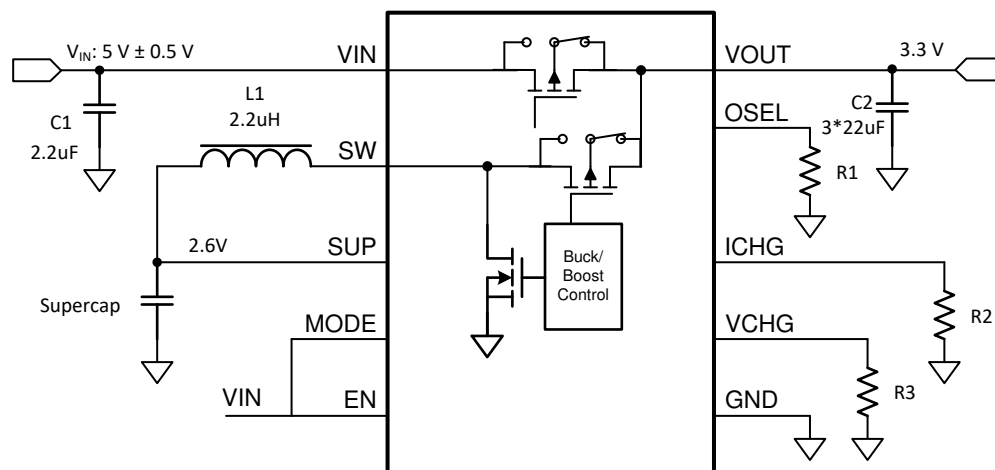 VIN: 5 V ± 0.5 V
VIN
VOUT
3.3 V
L1
2.2uH
C1
2.2uF
OSEL
C2
3*22uF
SW
R1
2.6V
SUP
Buck/
Boost
Control
ICHG
Supercap
MODE
VCHG
R2
VIN
EN
GND
R3